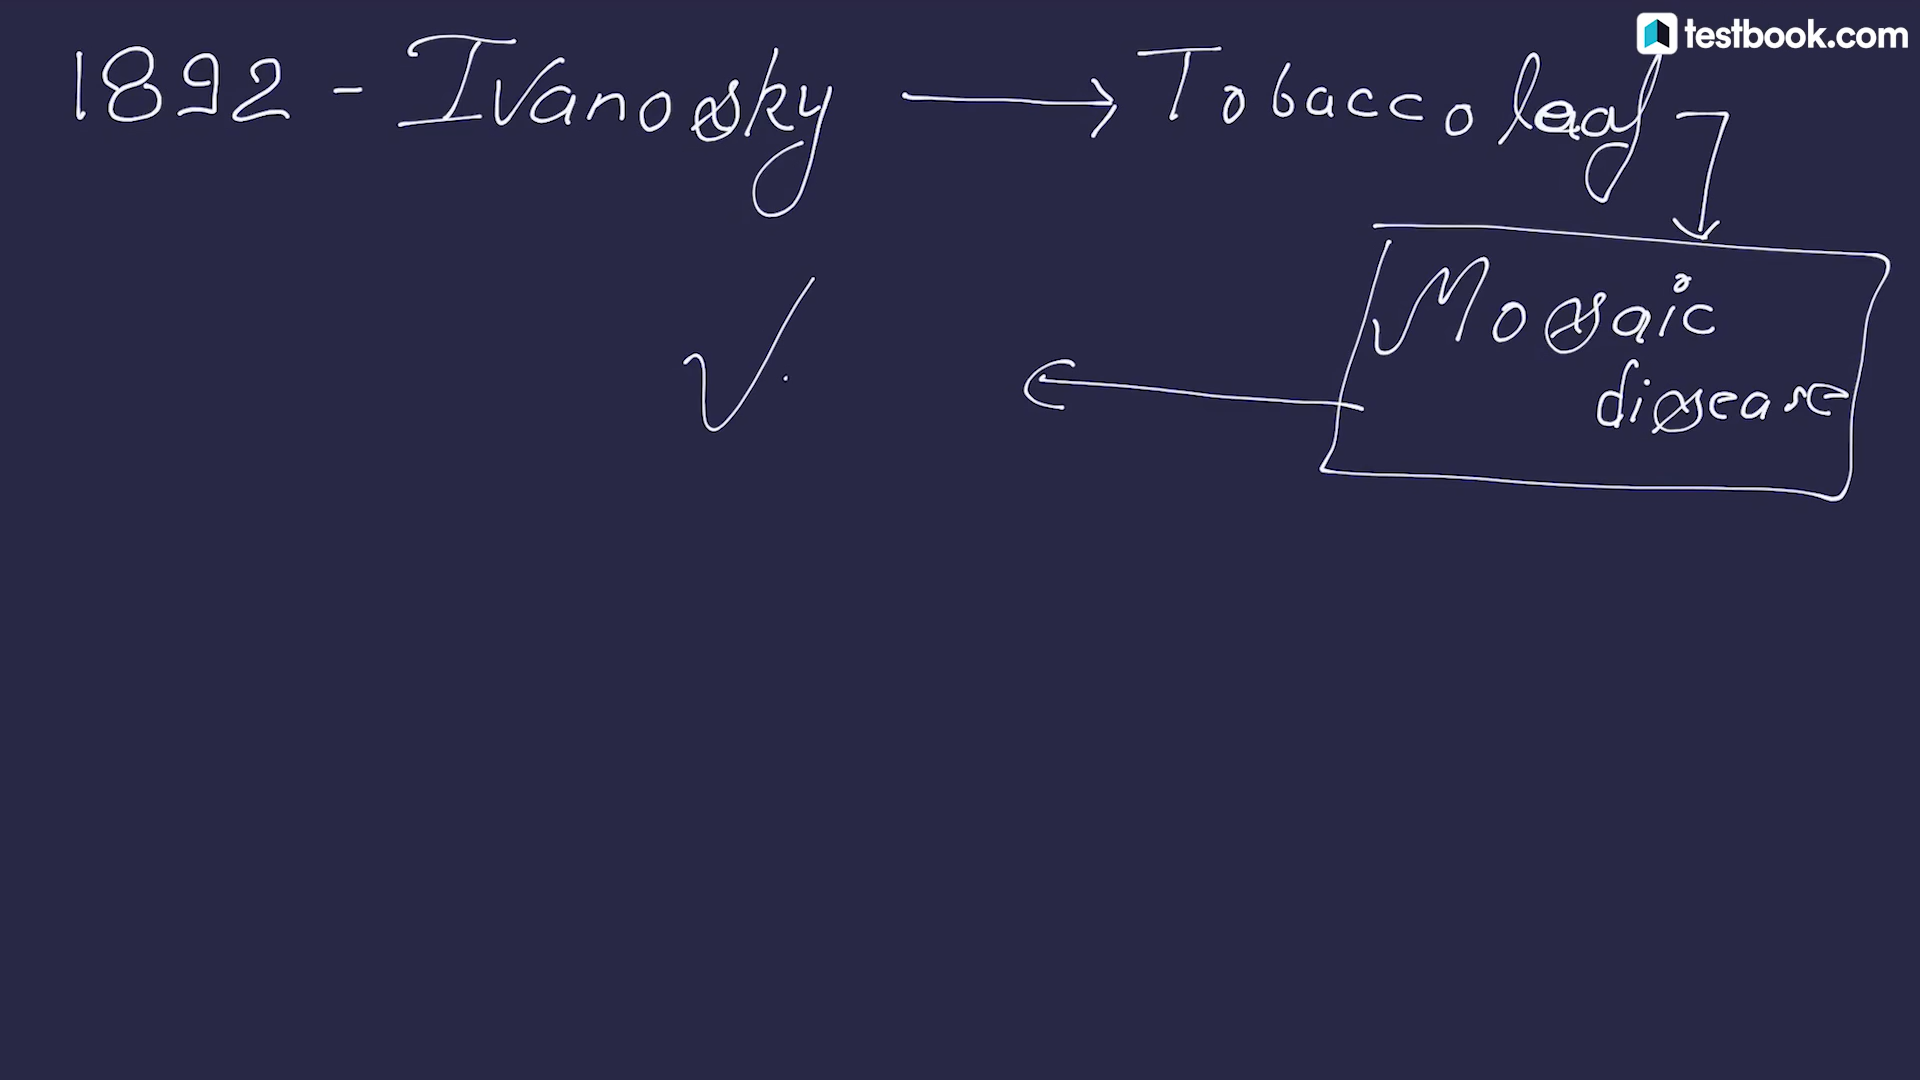 testbook.com
1892 - Ivanosky → Tobacco leaf
Mosaic
disease
V